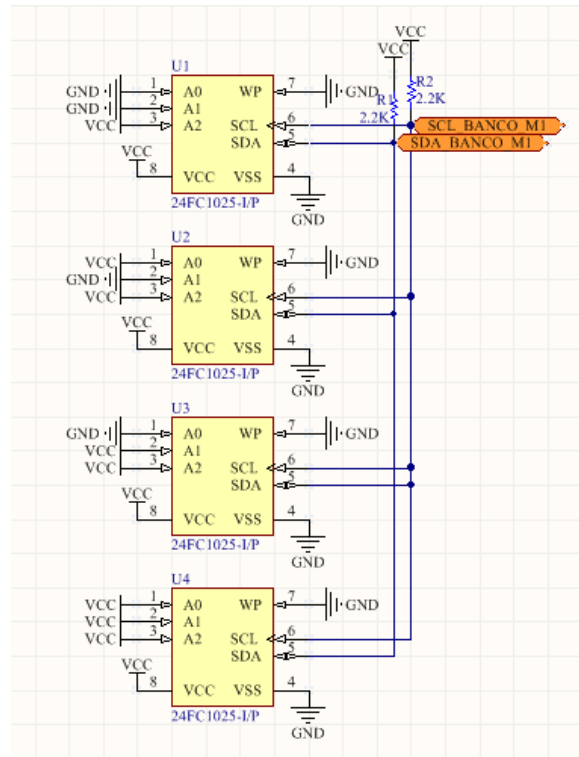 VCC
VCC
R2
2.2K
R1
2.2K
SCL_BANCO_M1
SDA_BANCO_M1
U1
GND 1 A0 WP 7 GND
GND 2 A1
VCC 3 A2 SCL 6
SDA 5
VCC
8 VCC VSS 4
GND
24FC1025-I/P
U2
VCC 1 A0 WP 7 GND
GND 2 A1
VCC 3 A2 SCL 6
SDA 5
VCC
8 VCC VSS 4
GND
24FC1025-I/P
U3
GND 1 A0 WP 7 GND
VCC 2 A1
VCC 3 A2 SCL 6
SDA 5
VCC
8 VCC VSS 4
GND
24FC1025-I/P
U4
VCC 1 A0 WP 7 GND
VCC 2 A1
VCC 3 A2 SCL 6
SDA 5
VCC
8 VCC VSS 4
GND
24FC1025-I/P